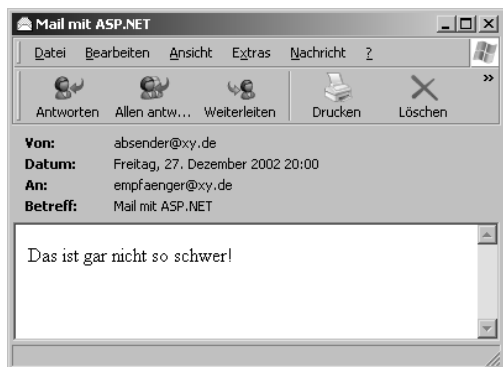 Mail mit ASP.NET
Datei Bearbeiten Ansicht Extras Nachricht ?
»
Antworten Allen antw... Weiterleiten Drucken Löschen
Von: absender@xy.de
Datum: Freitag, 27. Dezember 2002 20:00
An: empfaenger@xy.de
Betreff: Mail mit ASP.NET
Das ist gar nicht so schwer!